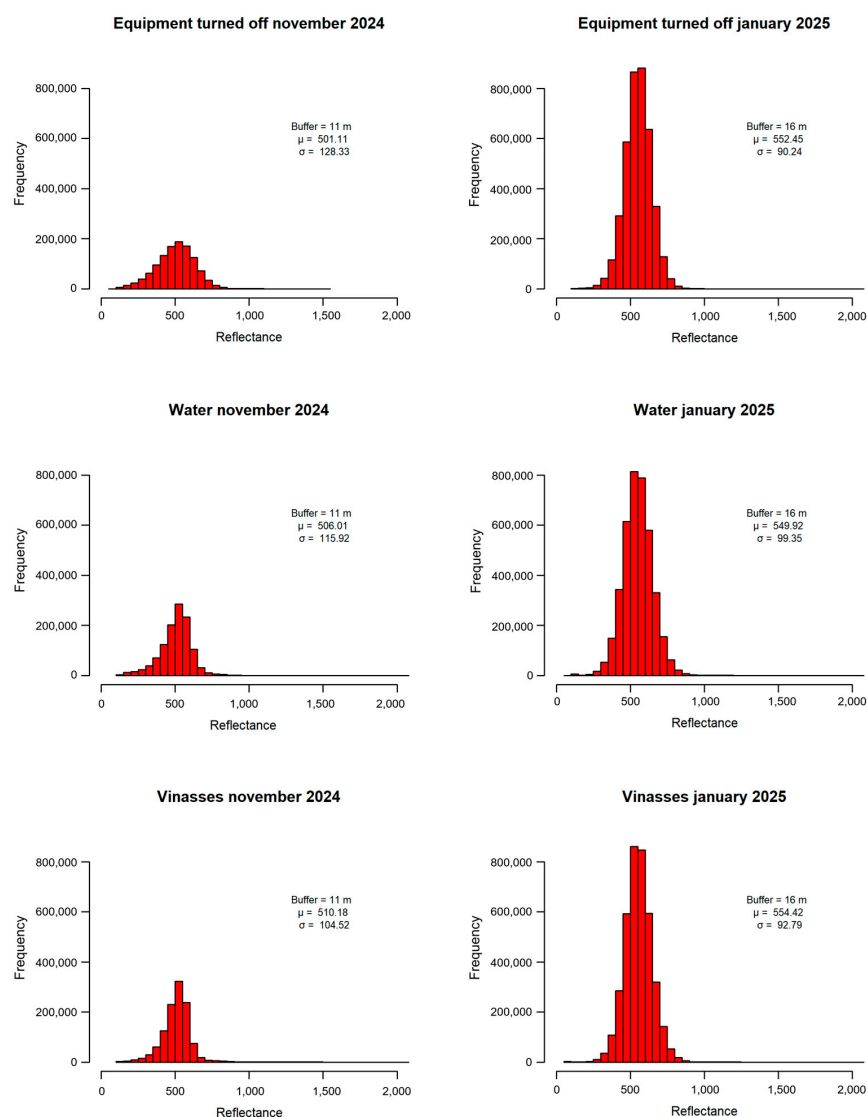 Equipment turned off november 2024
800,000
600,000
400,000
200,000
0
Frequency
Buffer = 11 m
μ = 501.11
σ = 128.33
0 500 1,000 1,500 2,000
Reflectance
Equipment turned off january 2025
800,000
600,000
400,000
200,000
0
Frequency
Buffer = 16 m
μ = 552.45
σ = 90.24
0 500 1,000 1,500 2,000
Reflectance
Water november 2024
800,000
600,000
400,000
200,000
0
Frequency
Buffer = 11 m
μ = 506.01
σ = 115.92
0 500 1,000 1,500 2,000
Reflectance
Water january 2025
800,000
600,000
400,000
200,000
0
Frequency
Buffer = 16 m
μ = 549.92
σ = 99.35
0 500 1,000 1,500 2,000
Reflectance
Vinasses november 2024
800,000
600,000
400,000
200,000
0
Frequency
Buffer = 11 m
μ = 510.18
σ = 104.52
0 500 1,000 1,500 2,000
Reflectance
Vinasses january 2025
800,000
600,000
400,000
200,000
0
Frequency
Buffer = 16 m
μ = 554.42
σ = 92.79
0 500 1,000 1,500 2,000
Reflectance